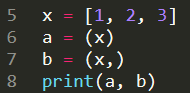 5 x = [1, 2, 3]
6 a = (x)
7 b = (x,)
8 print(a, b)